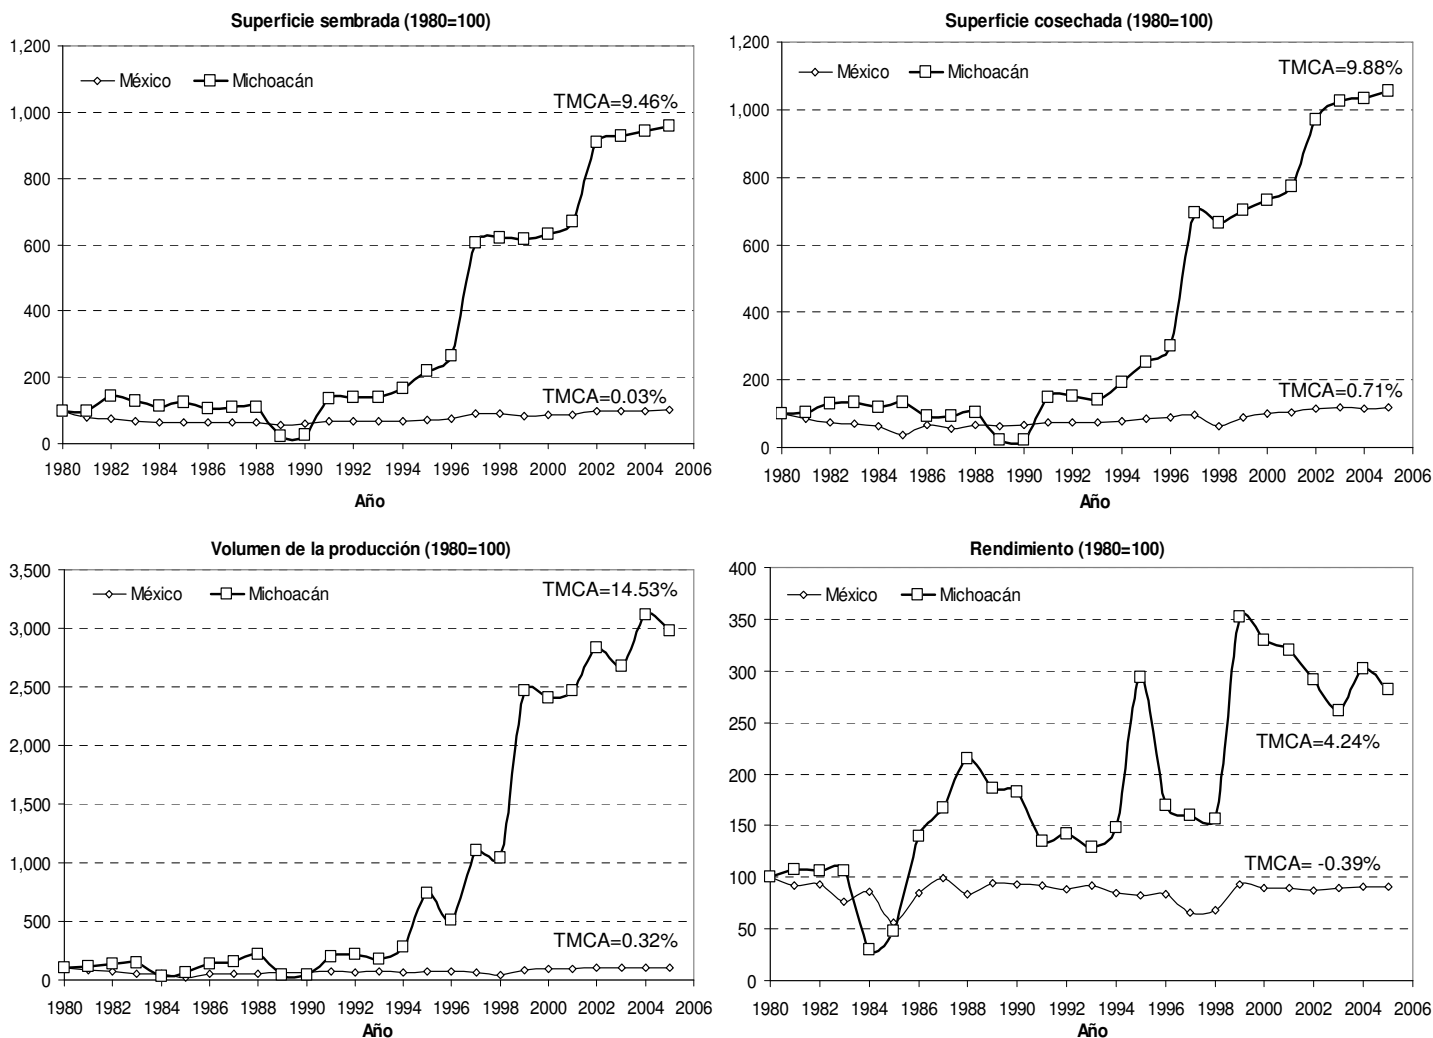 Superficie sembrada (1980=100)
1,200
1,000
800
600
400
200
0
México
Michoacán
TMCA=9.46%
TMCA=0.03%
1980 1982 1984 1986 1988 1990 1992 1994 1996 1998 2000 2002 2004 2006
Año
Superficie cosechada (1980=100)
1,200
1,000
800
600
400
200
0
México
Michoacán
TMCA=9.88%
TMCA=0.71%
1980 1982 1984 1986 1988 1990 1992 1994 1996 1998 2000 2002 2004 2006
Año
Volumen de la producción (1980=100)
3,500
3,000
2,500
2,000
1,500
1,000
500
0
México
Michoacán
TMCA=14.53%
TMCA=0.32%
1980 1982 1984 1986 1988 1990 1992 1994 1996 1998 2000 2002 2004 2006
Año
Rendimiento (1980=100)
400
350
300
250
200
150
100
50
0
México
Michoacán
TMCA=4.24%
TMCA= -0.39%
1980 1982 1984 1986 1988 1990 1992 1994 1996 1998 2000 2002 2004 2006
Año